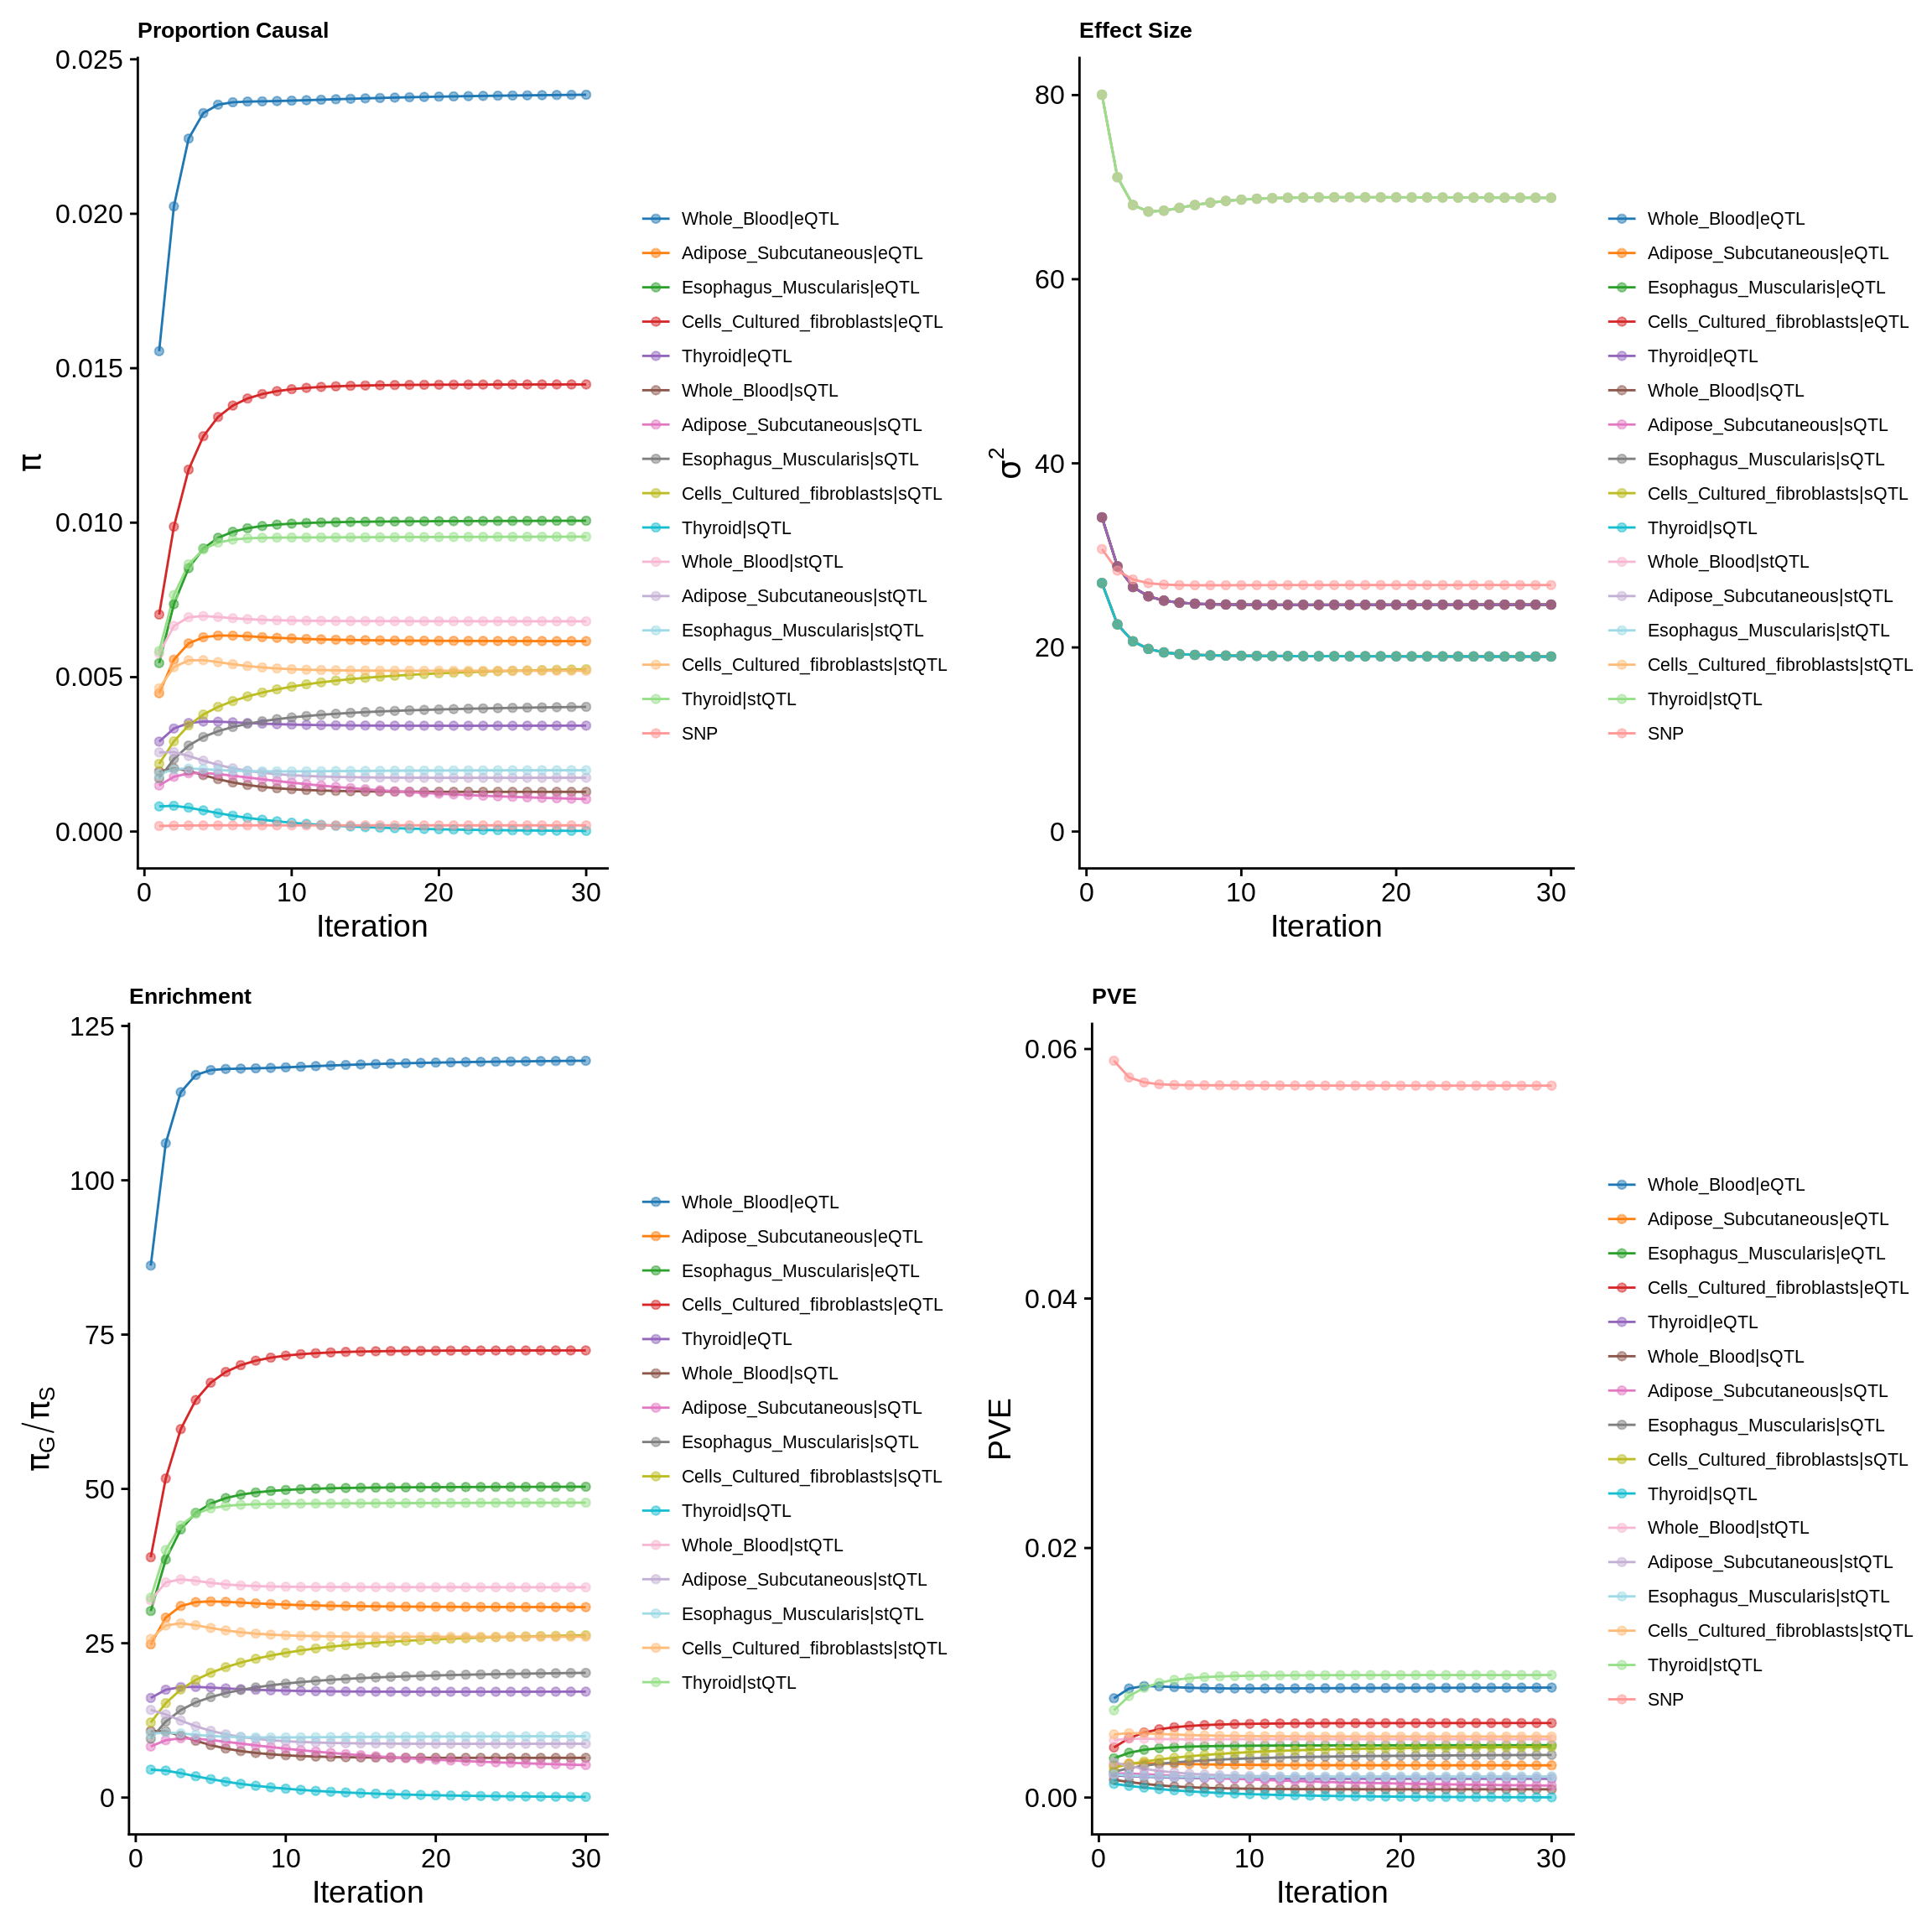 Proportion Causal
π
0.025
0.020
0.015
0.010
0.005
0.000
0
10
20
30
Iteration
Whole_Blood|eQTL
Adipose_Subcutaneous|eQTL
Esophagus_Muscularis|eQTL
Cells_Cultured_fibroblasts|eQTL
Thyroid|eQTL
Whole_Blood|sQTL
Adipose_Subcutaneous|sQTL
Esophagus_Muscularis|sQTL
Cells_Cultured_fibroblasts|sQTL
Thyroid|sQTL
Whole_Blood|stQTL
Adipose_Subcutaneous|stQTL
Esophagus_Muscularis|stQTL
Cells_Cultured_fibroblasts|stQTL
Thyroid|stQTL
SNP
Effect Size
σ²
80
60
40
20
0
0
10
20
30
Iteration
Whole_Blood|eQTL
Adipose_Subcutaneous|eQTL
Esophagus_Muscularis|eQTL
Cells_Cultured_fibroblasts|eQTL
Thyroid|eQTL
Whole_Blood|sQTL
Adipose_Subcutaneous|sQTL
Esophagus_Muscularis|sQTL
Cells_Cultured_fibroblasts|sQTL
Thyroid|sQTL
Whole_Blood|stQTL
Adipose_Subcutaneous|stQTL
Esophagus_Muscularis|stQTL
Cells_Cultured_fibroblasts|stQTL
Thyroid|stQTL
SNP
Enrichment
πG/πS
125
100
75
50
25
0
0
10
20
30
Iteration
Whole_Blood|eQTL
Adipose_Subcutaneous|eQTL
Esophagus_Muscularis|eQTL
Cells_Cultured_fibroblasts|eQTL
Thyroid|eQTL
Whole_Blood|sQTL
Adipose_Subcutaneous|sQTL
Esophagus_Muscularis|sQTL
Cells_Cultured_fibroblasts|sQTL
Thyroid|sQTL
Whole_Blood|stQTL
Adipose_Subcutaneous|stQTL
Esophagus_Muscularis|stQTL
Cells_Cultured_fibroblasts|stQTL
Thyroid|stQTL
PVE
PVE
0.06
0.04
0.02
0.00
0
10
20
30
Iteration
Whole_Blood|eQTL
Adipose_Subcutaneous|eQTL
Esophagus_Muscularis|eQTL
Cells_Cultured_fibroblasts|eQTL
Thyroid|eQTL
Whole_Blood|sQTL
Adipose_Subcutaneous|sQTL
Esophagus_Muscularis|sQTL
Cells_Cultured_fibroblasts|sQTL
Thyroid|sQTL
Whole_Blood|stQTL
Adipose_Subcutaneous|stQTL
Esophagus_Muscularis|stQTL
Cells_Cultured_fibroblasts|stQTL
Thyroid|stQTL
SNP